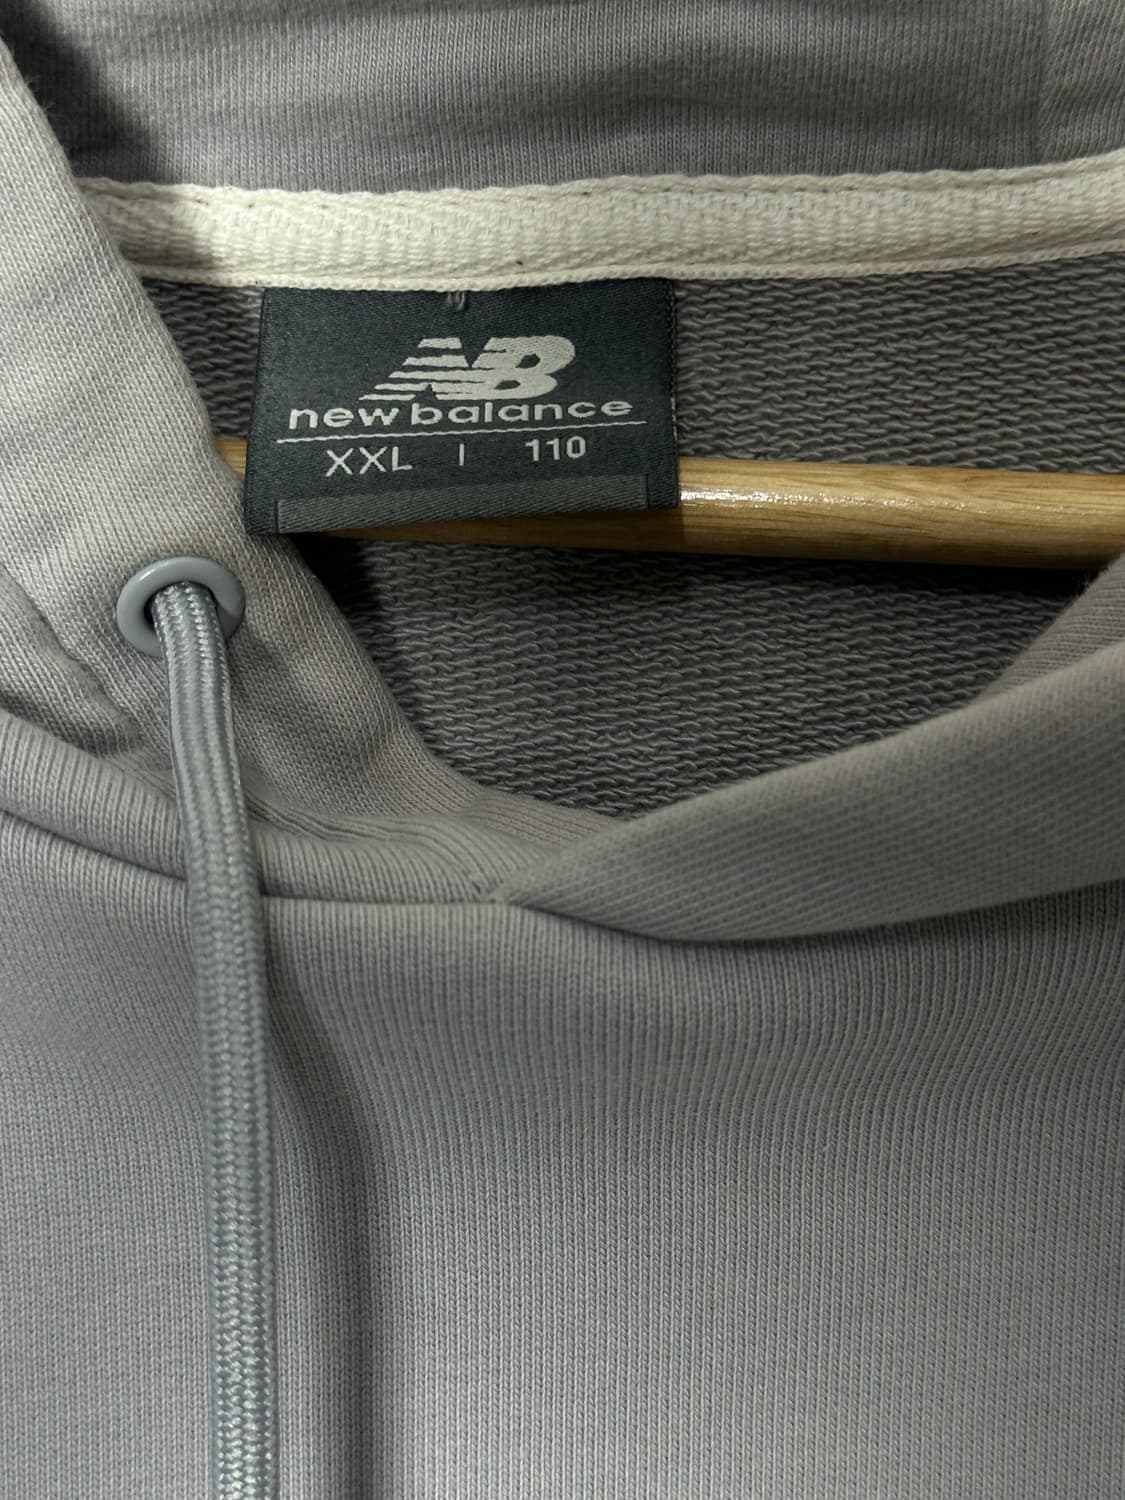 NB
new balance
XXL | 110